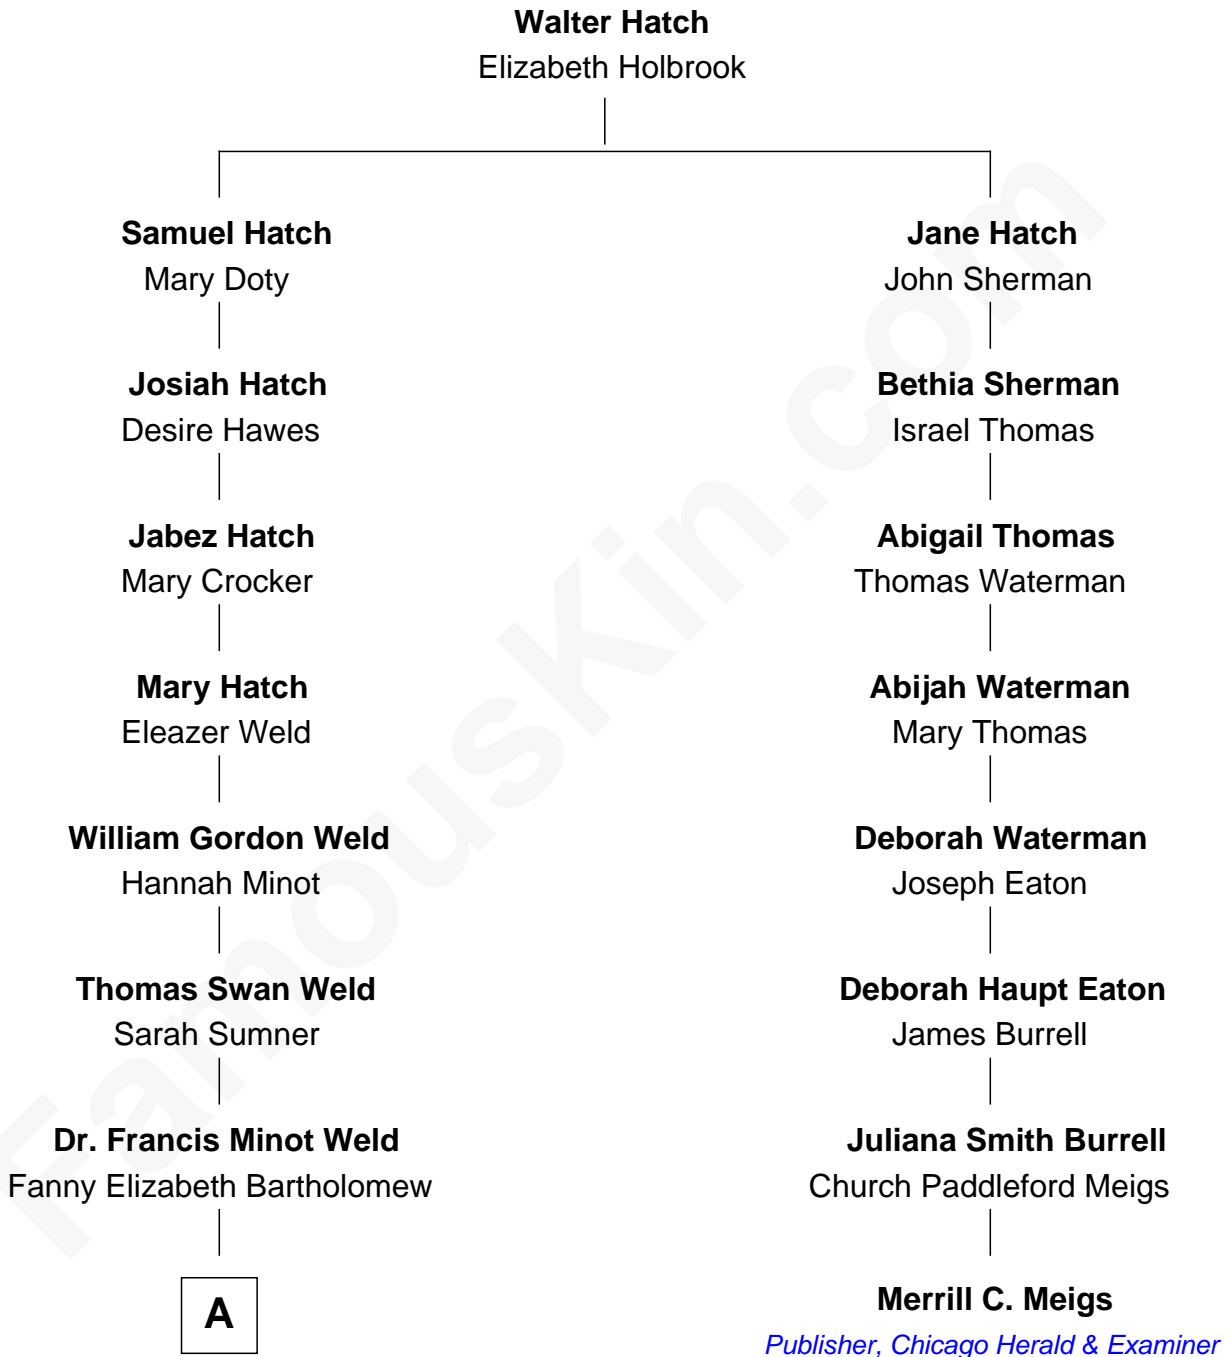 Walter Hatch
Elizabeth Holbrook
Samuel Hatch
Mary Doty
Jane Hatch
John Sherman
Josiah Hatch
Desire Hawes
Bethia Sherman
Israel Thomas
Jabez Hatch
Mary Crocker
Abigail Thomas
Thomas Waterman
Mary Hatch
Eleazer Weld
Abijah Waterman
Mary Thomas
William Gordon Weld
Hannah Minot
Deborah Waterman
Joseph Eaton
Thomas Swan Weld
Sarah Sumner
Deborah Haupt Eaton
James Burrell
Dr. Francis Minot Weld
Fanny Elizabeth Bartholomew
Juliana Smith Burrell
Church Paddleford Meigs
A
Merrill C. Meigs
Publisher, Chicago Herald & Examiner
FamousKin.com